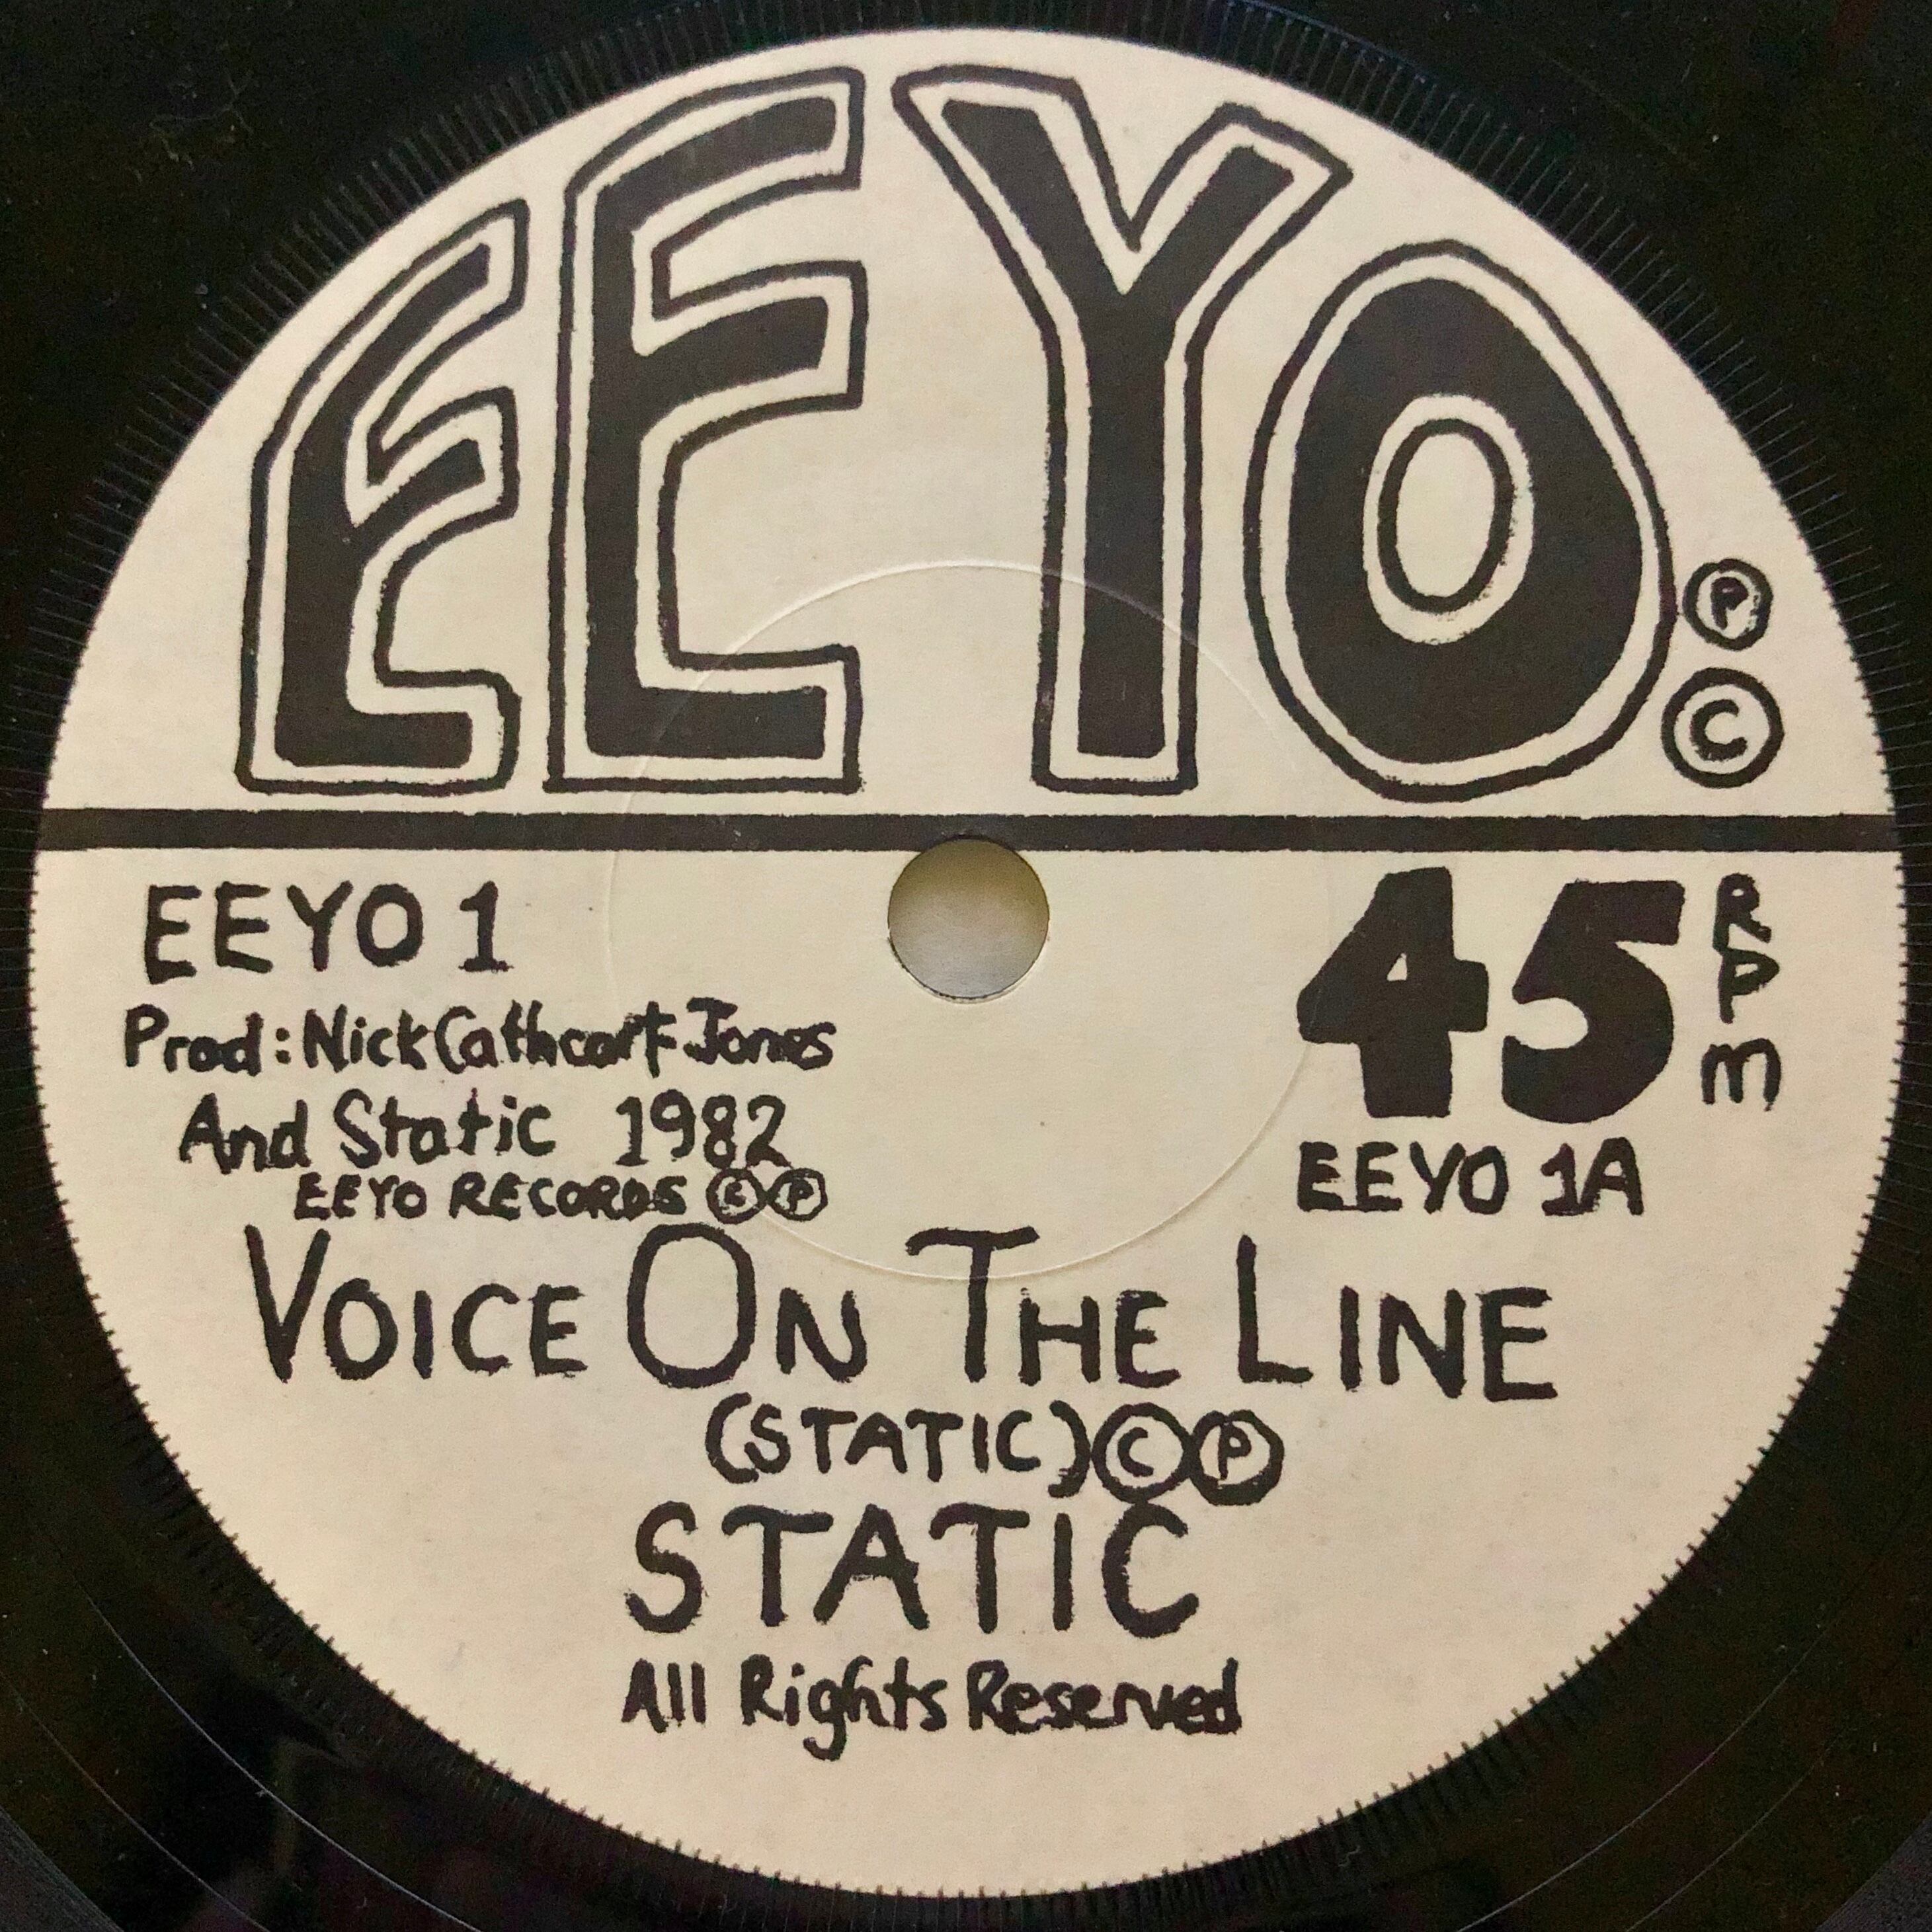 EEYO. ℗
©
EEYO 1
45 RPM
Prod: Nick Cathcart-Jones
And Static 1982
EEYO RECORDS © ℗
EEYO 1A
VOICE ON THE LINE
(STATIC) © ℗
STATIC
All Rights Reserved